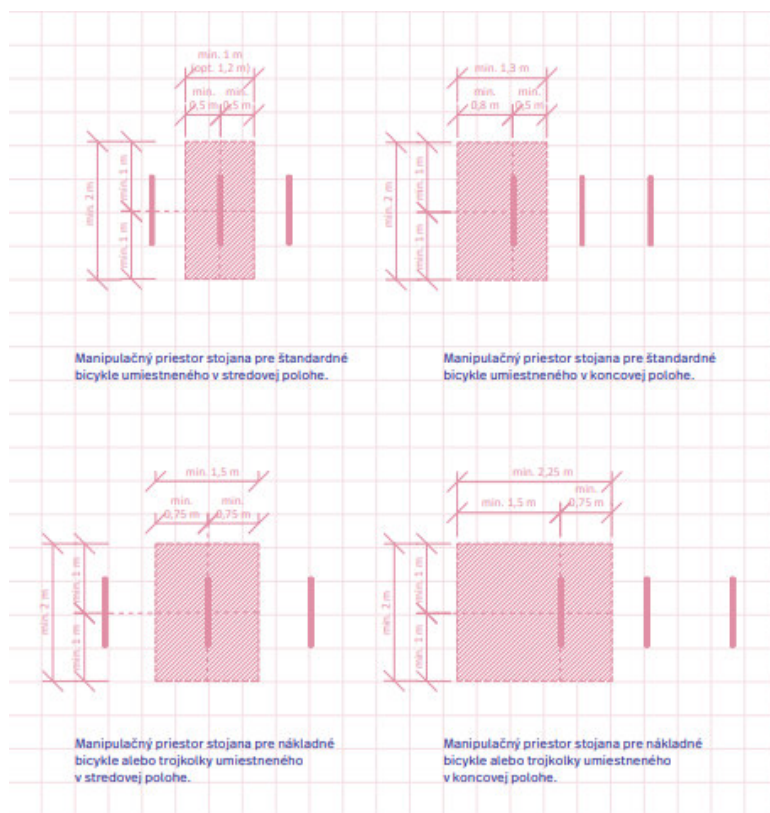 min. 1 m
(opt. 1,2 m)
min. min.
0,5 m 0,5 m
min. 2 m
min. 1 m
min. 1 m
min. 1,3 m
min. min.
0,8 m 0,5 m
min. 2 m
min. 1 m
min. 1 m
Manipulačný priestor stojana pre štandardné
bicykle umiestneného v stredovej polohe.
Manipulačný priestor stojana pre štandardné
bicykle umiestneného v koncovej polohe.
min. 1,5 m
min. min.
0,75 m 0,75 m
min. 2 m
min. 1 m
min. 1 m
min. 2,25 m
min. 1,5 m
min.
0,75 m
min. 2 m
min. 1 m
min. 1 m
Manipulačný priestor stojana pre nákladné
bicykle alebo trojkolky umiestneného
v stredovej polohe.
Manipulačný priestor stojana pre nákladné
bicykle alebo trojkolky umiestneného
v koncovej polohe.